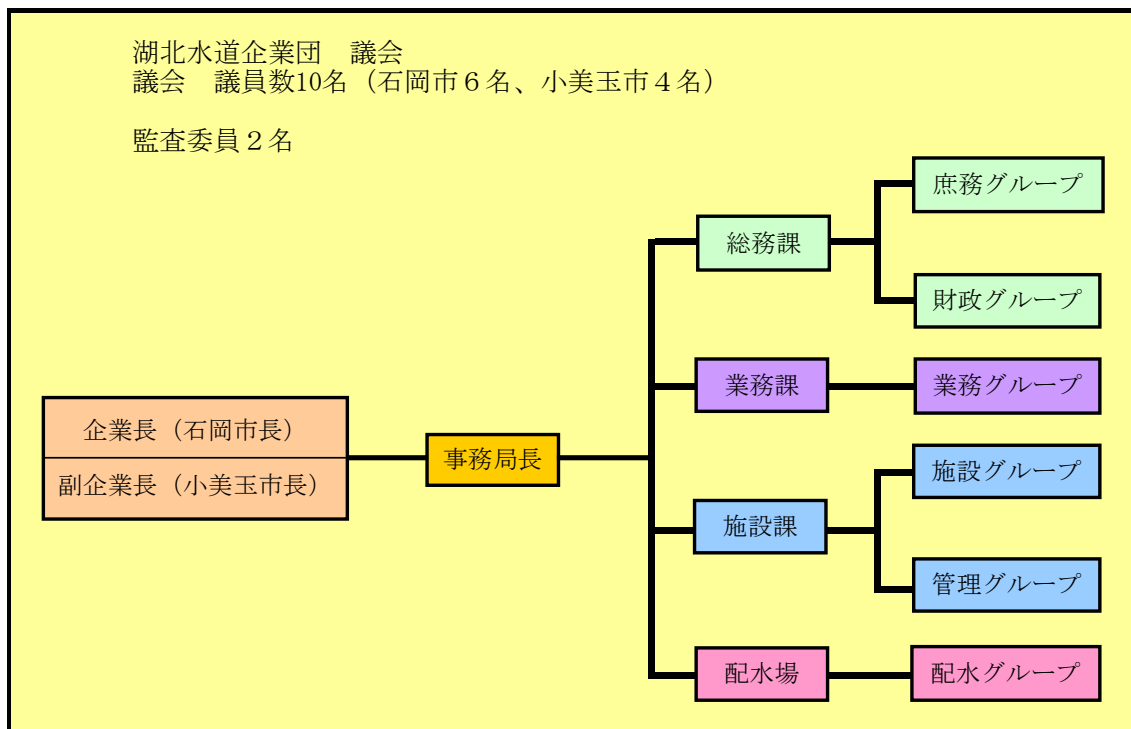 湖北水道企業団　議会
議会　議員数10名（石岡市６名、小美玉市４名）
監査委員２名
企業長（石岡市長）
副企業長（小美玉市長）
事務局長
総務課
庶務グループ
財政グループ
業務課
業務グループ
施設課
施設グループ
管理グループ
配水場
配水グループ